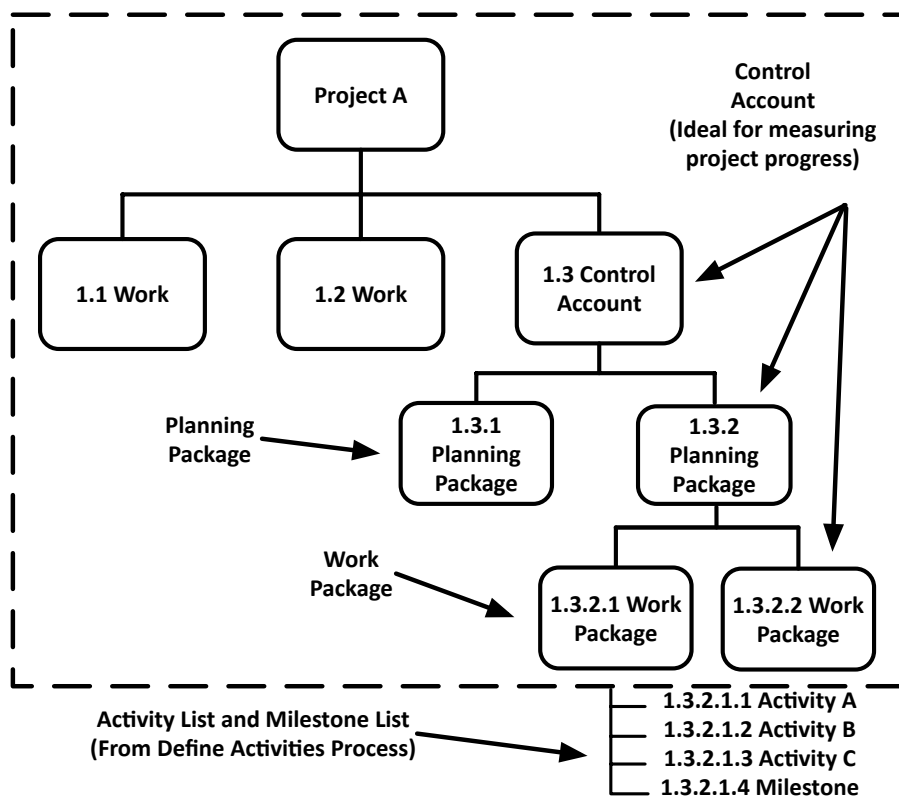 Project A
Control
Account
(Ideal for measuring
project progress)
1.1 Work
1.2 Work
1.3 Control
Account
Planning
Package
1.3.1
Planning
Package
1.3.2
Planning
Package
Work
Package
1.3.2.1 Work
Package
1.3.2.2 Work
Package
Activity List and Milestone List
(From Define Activities Process)
1.3.2.1.1 Activity A
1.3.2.1.2 Activity B
1.3.2.1.3 Activity C
1.3.2.1.4 Milestone